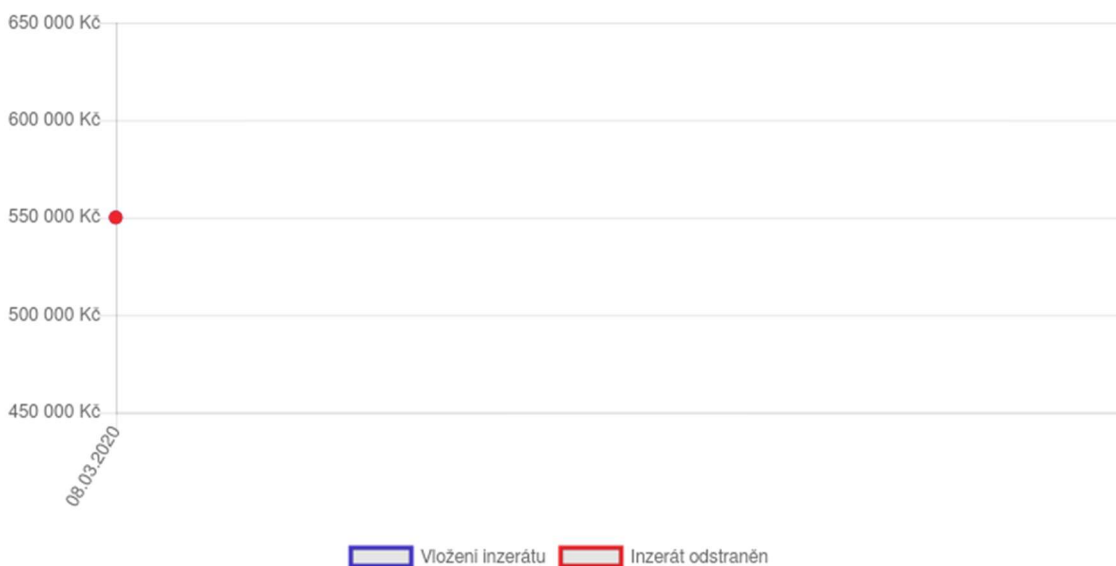 650 000 Kč
600 000 Kč
550 000 Kč
500 000 Kč
450 000 Kč
08.03.2020
Vložení inzerátu
Inzerát odstraněn